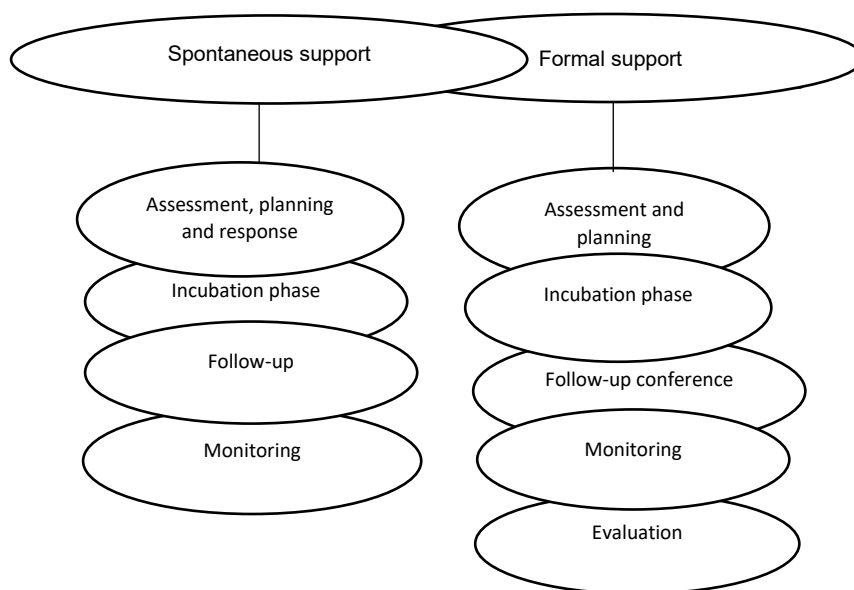 Spontaneous support
Formal support
Assessment, planning
and response
Incubation phase
Follow-up
Monitoring
Assessment and
planning
Incubation phase
Follow-up conference
Monitoring
Evaluation